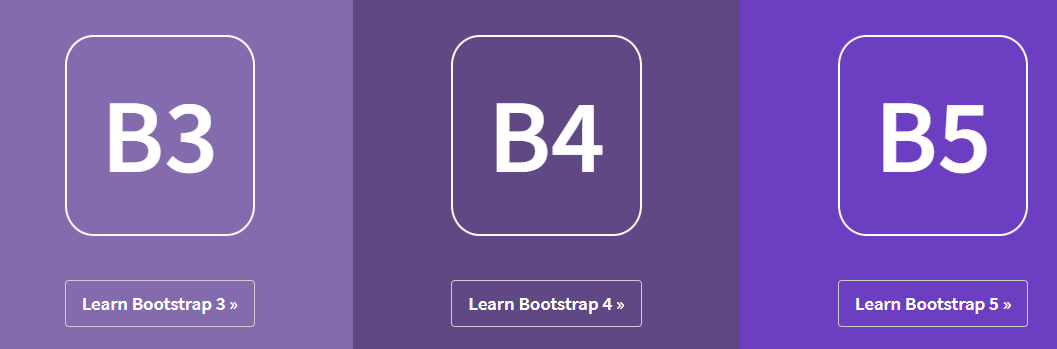 B3
B4
B5
Learn Bootstrap 3 »
Learn Bootstrap 4 »
Learn Bootstrap 5 »